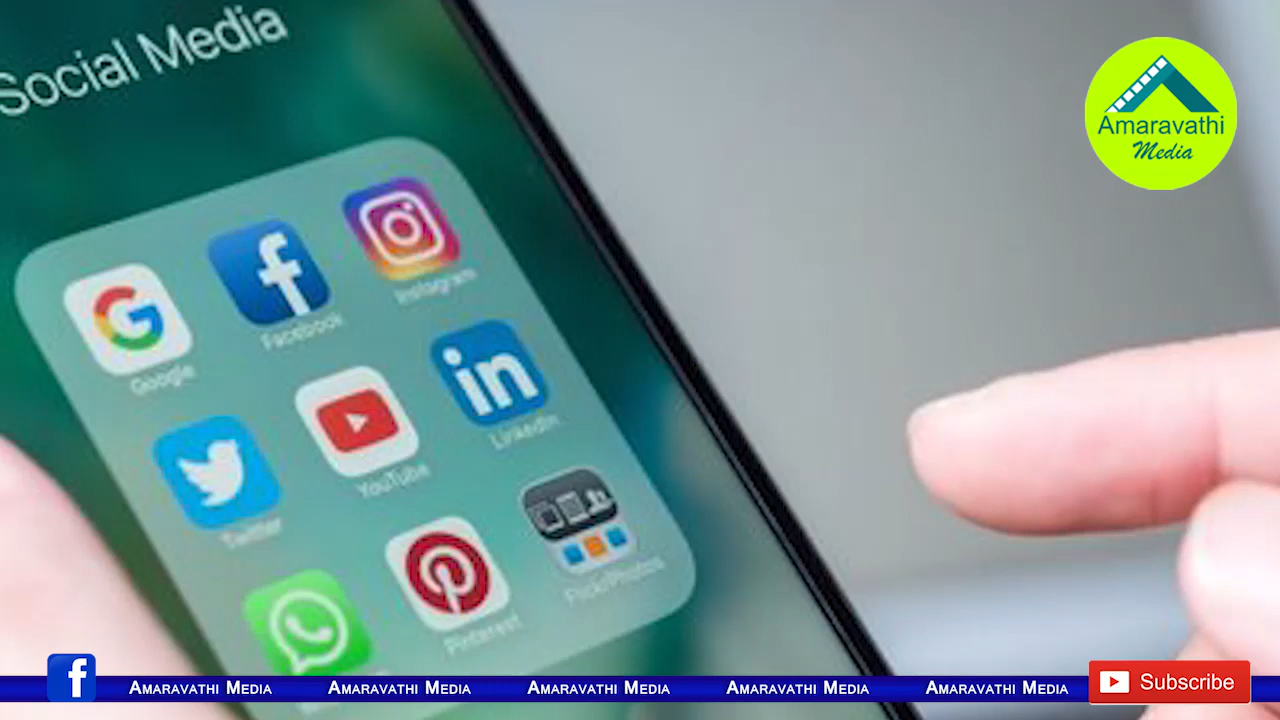 Social Media
Amaravathi
Media
Google
Facebook
Instagram
Twitter
YouTube
LinkedIn
Pinterest
Amaravathi Media Amaravathi Media Amaravathi Media Amaravathi Media Amaravathi Media
Subscribe